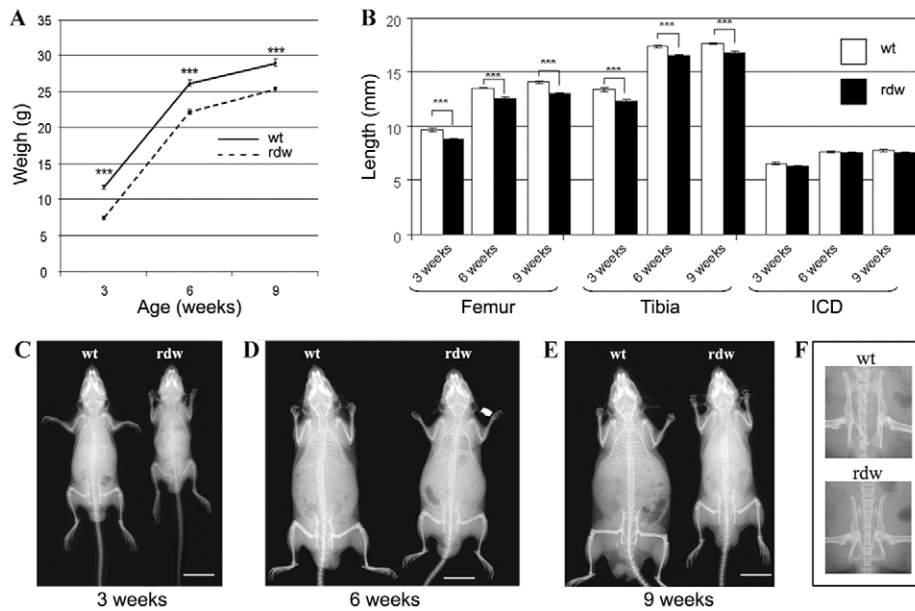 A
35
30
25
20
15
10
5
0
Weigh (g)
***
***
***
wt
rdw
3
6
9
Age (weeks)
B
20
15
10
5
0
Length (mm)
***
***
***
***
***
***
wt
rdw
3 weeks
6 weeks
9 weeks
3 weeks
6 weeks
9 weeks
3 weeks
6 weeks
9 weeks
Femur
Tibia
ICD
C
wt
rdw
3 weeks
D
wt
rdw
6 weeks
E
wt
rdw
9 weeks
F
wt
rdw